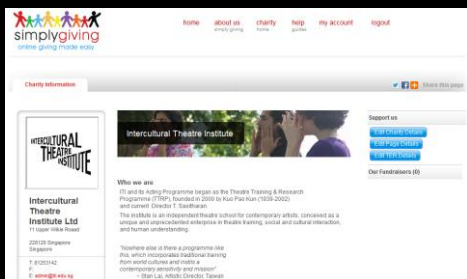 simplygiving
online giving made easy
home
about us
simply giving
charity
home
help
guides
my account
logout
Charity Information
Share this page
INTERCULTURAL
THEATRE
INSTITUTE
Intercultural Theatre Institute
Support us
Edit Charity Details
Edit Page Details
Edit TER Details
Our Fundraisers (0)
Intercultural
Theatre
Institute Ltd
11 Upper Wilkie Road
228120 Singapore
Singapore
T: 81253142
F:
E: admin@iti.edu.sg
Who we are
ITI and its Acting Programme began as the Theatre Training & Research
Programme (TTRP), founded in 2000 by Kuo Pao Kun (1939-2002)
and current Director T. Sasitharan.
The institute is an independent theatre school for contemporary artists, conceived as a
unique and unprecedented enterprise in theatre training, social and cultural interaction,
and human understanding.
"Nowhere else is there a programme like
this, which incorporates traditional training
from world cultures and instils a
contemporary sensitivity and mission"
– Stan Lai, Artistic Director, Taiwan